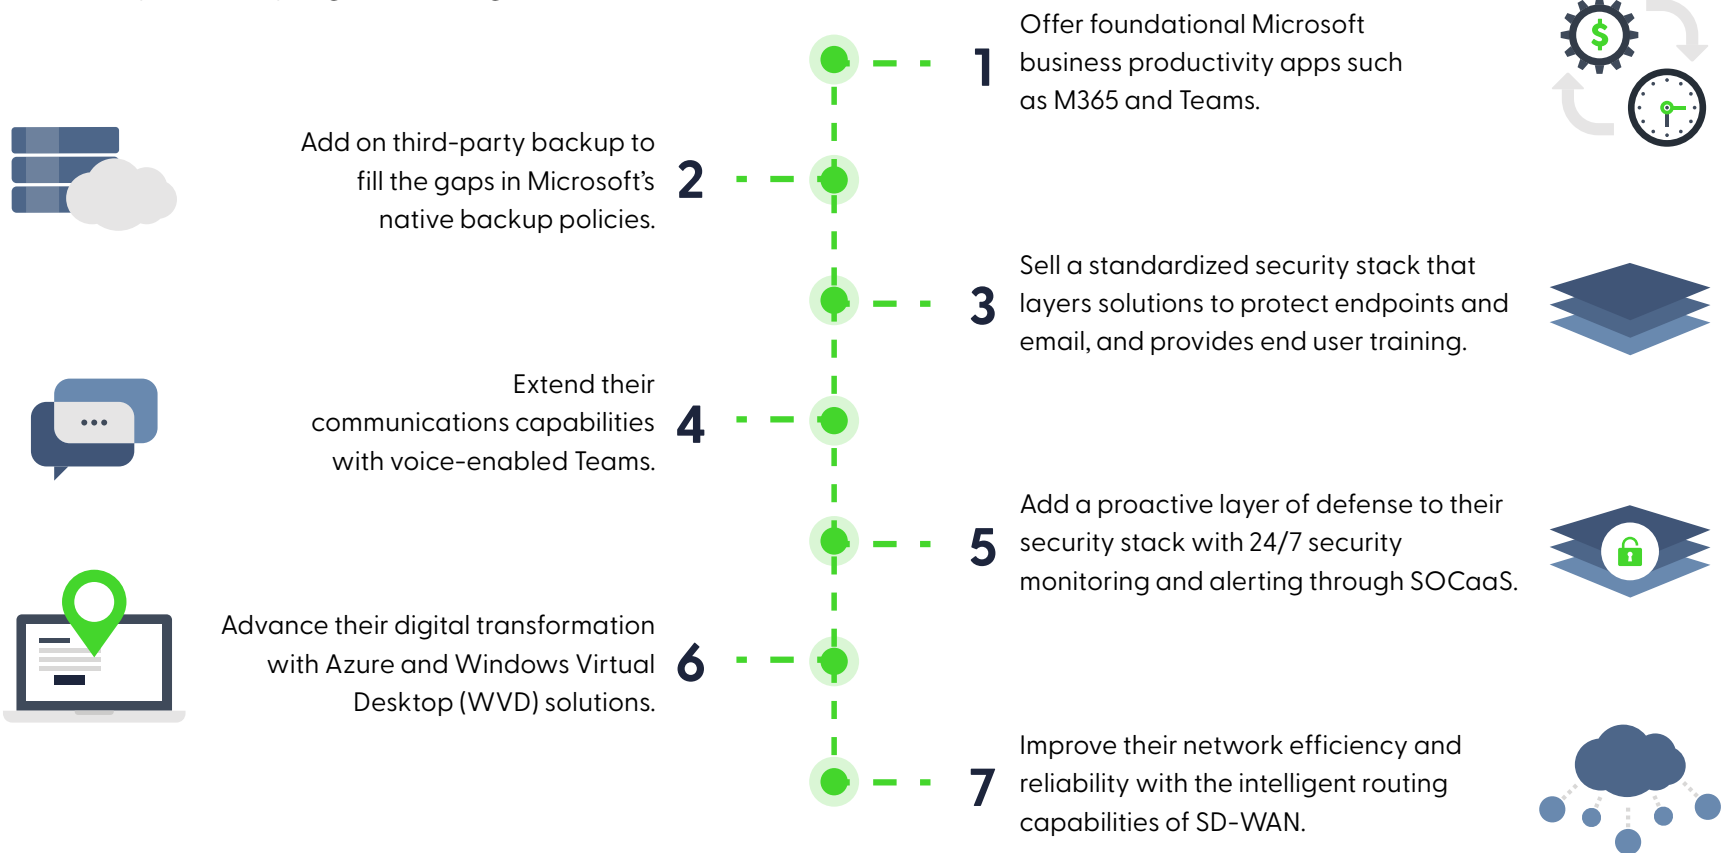 1
Offer foundational Microsoft
business productivity apps such
as M365 and Teams.
$
Add on third-party backup to
fill the gaps in Microsoft's
native backup policies.
2
3
Sell a standardized security stack that
layers solutions to protect endpoints and
email, and provides end user training.
Extend their
communications capabilities
with voice-enabled Teams.
4
5
Add a proactive layer of defense to their
security stack with 24/7 security
monitoring and alerting through SOCaaS.
Advance their digital transformation
with Azure and Windows Virtual
Desktop (WVD) solutions.
6
7
Improve their network efficiency and
reliability with the intelligent routing
capabilities of SD-WAN.